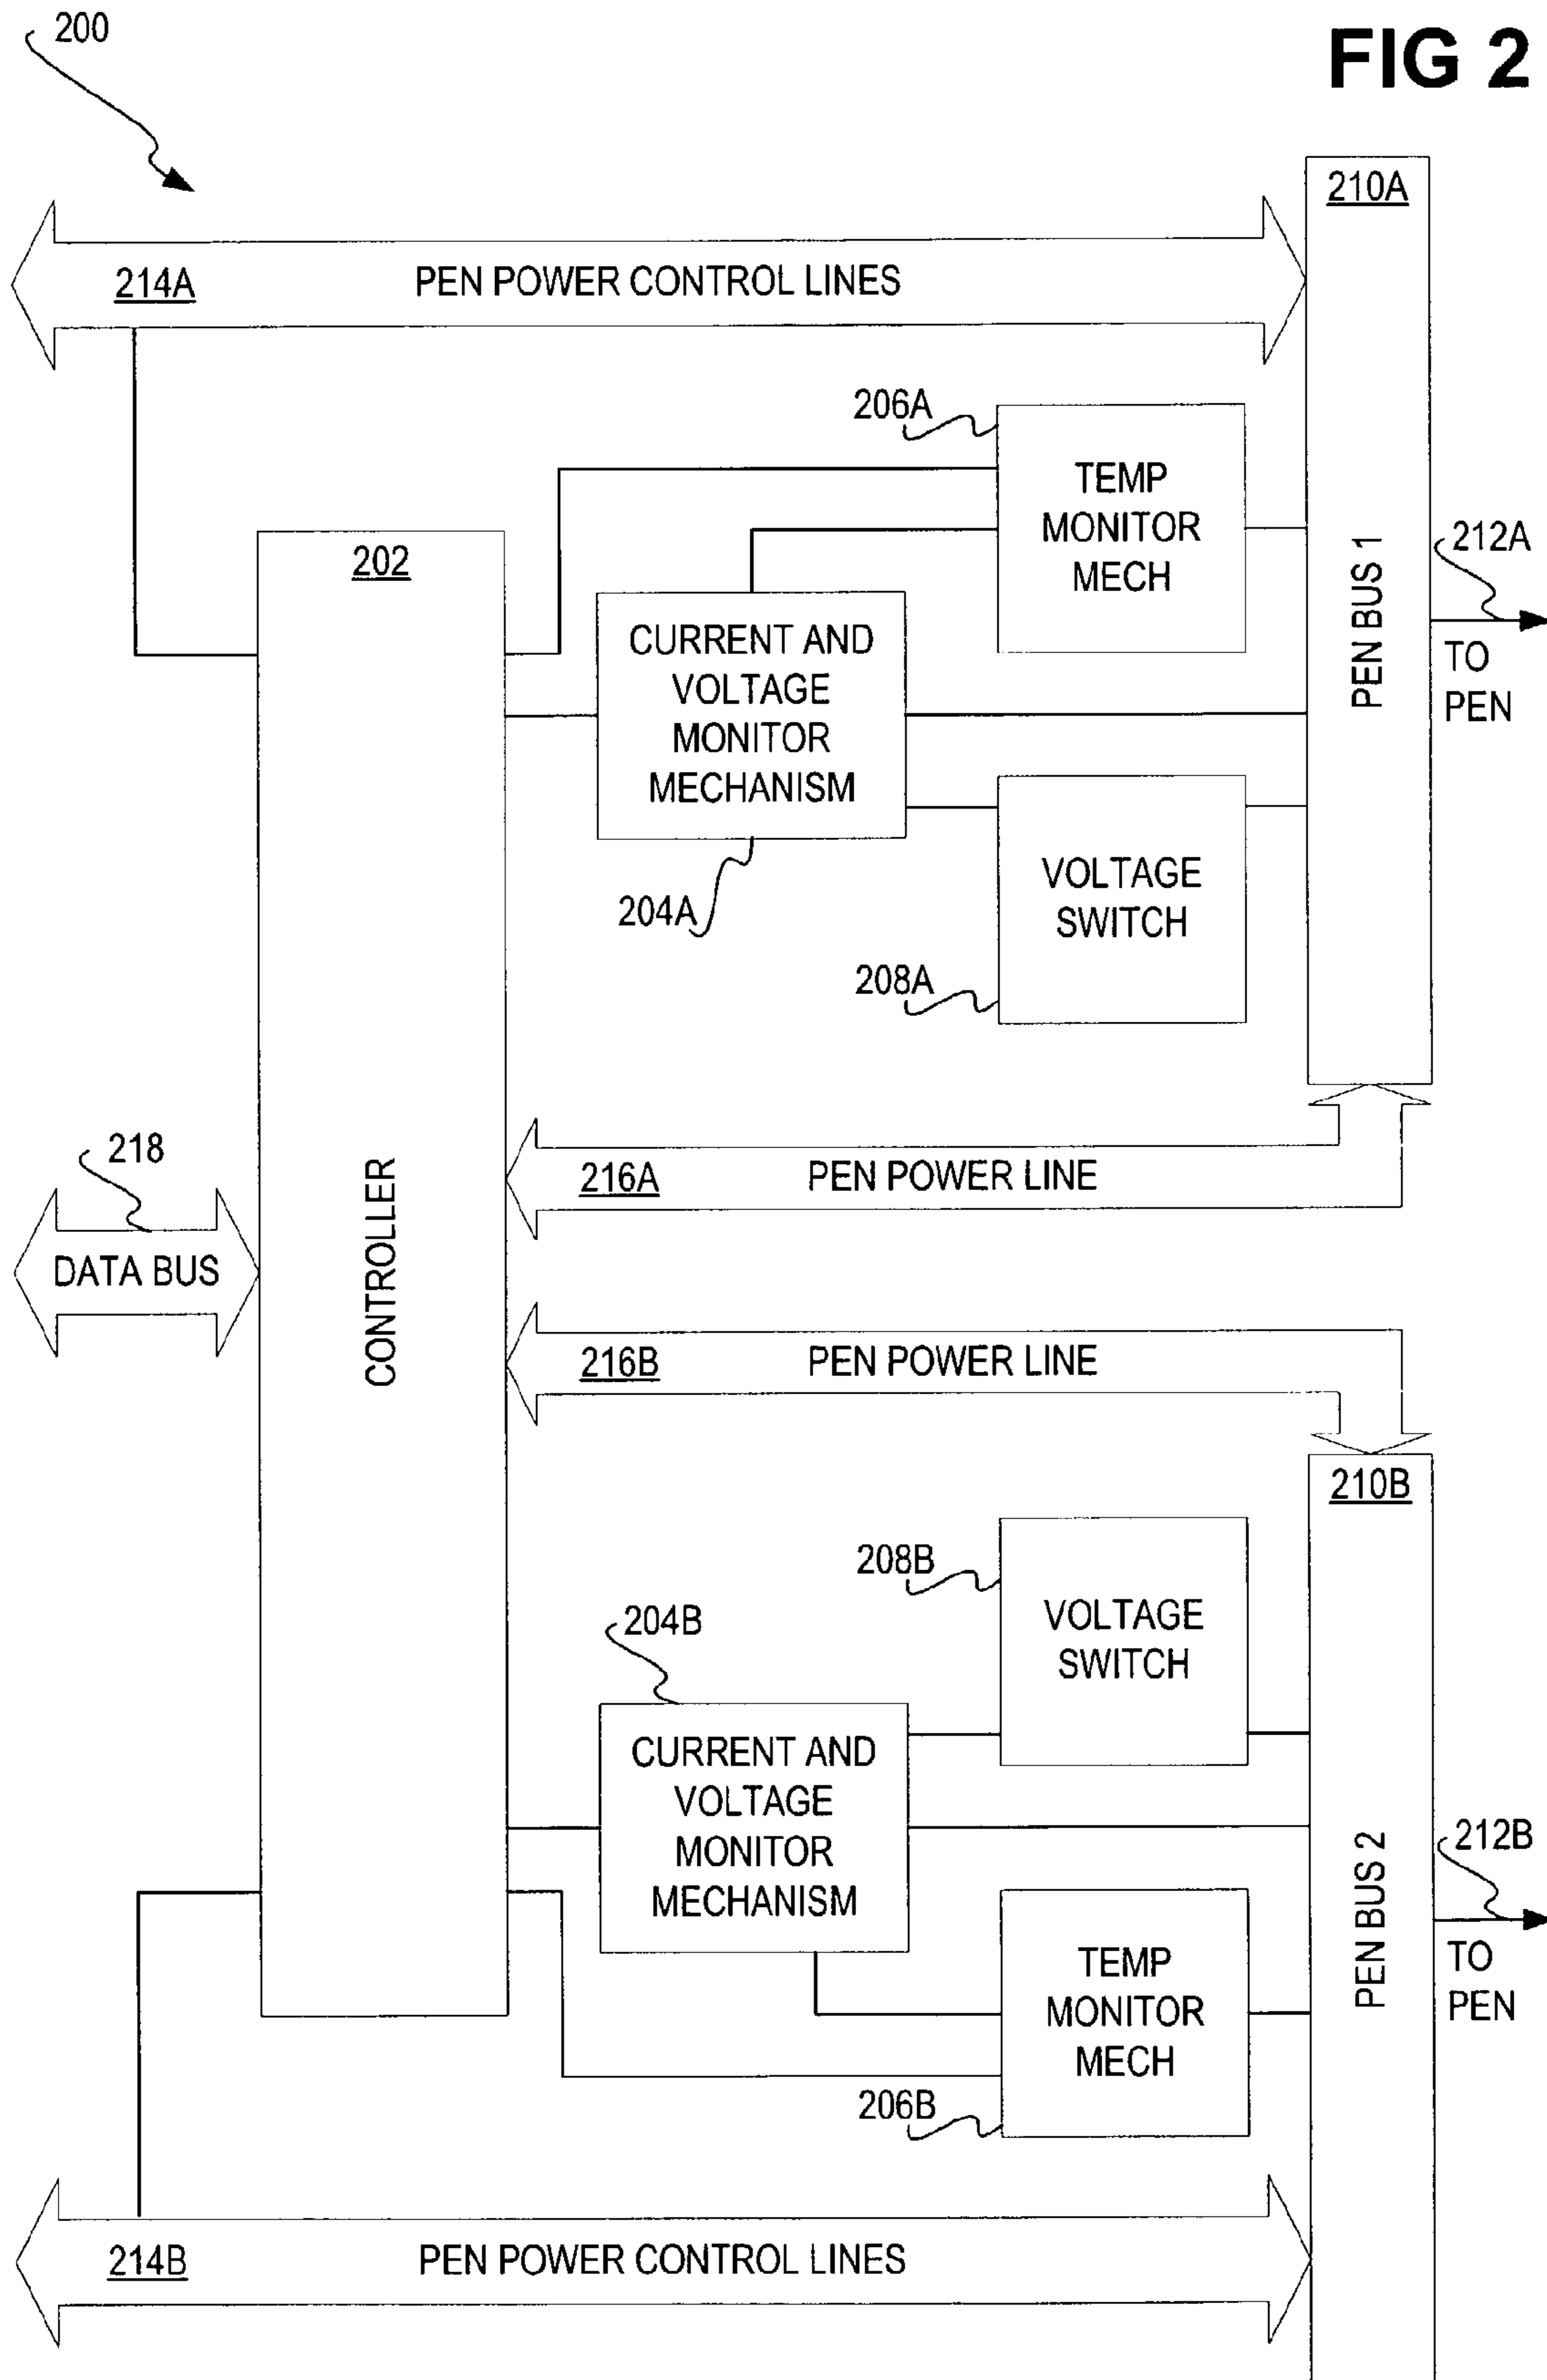 200
FIG 2
210A
214A
PEN POWER CONTROL LINES
206A
TEMP
MONITOR
MECH
202
212A
PEN BUS 1
TO
PEN
CURRENT AND
VOLTAGE
MONITOR
MECHANISM
204A
VOLTAGE
SWITCH
208A
218
DATA BUS
CONTROLLER
216A
PEN POWER LINE
216B
PEN POWER LINE
210B
208B
VOLTAGE
SWITCH
204B
CURRENT AND
VOLTAGE
MONITOR
MECHANISM
PEN BUS 2
212B
TO
PEN
TEMP
MONITOR
MECH
206B
214B
PEN POWER CONTROL LINES